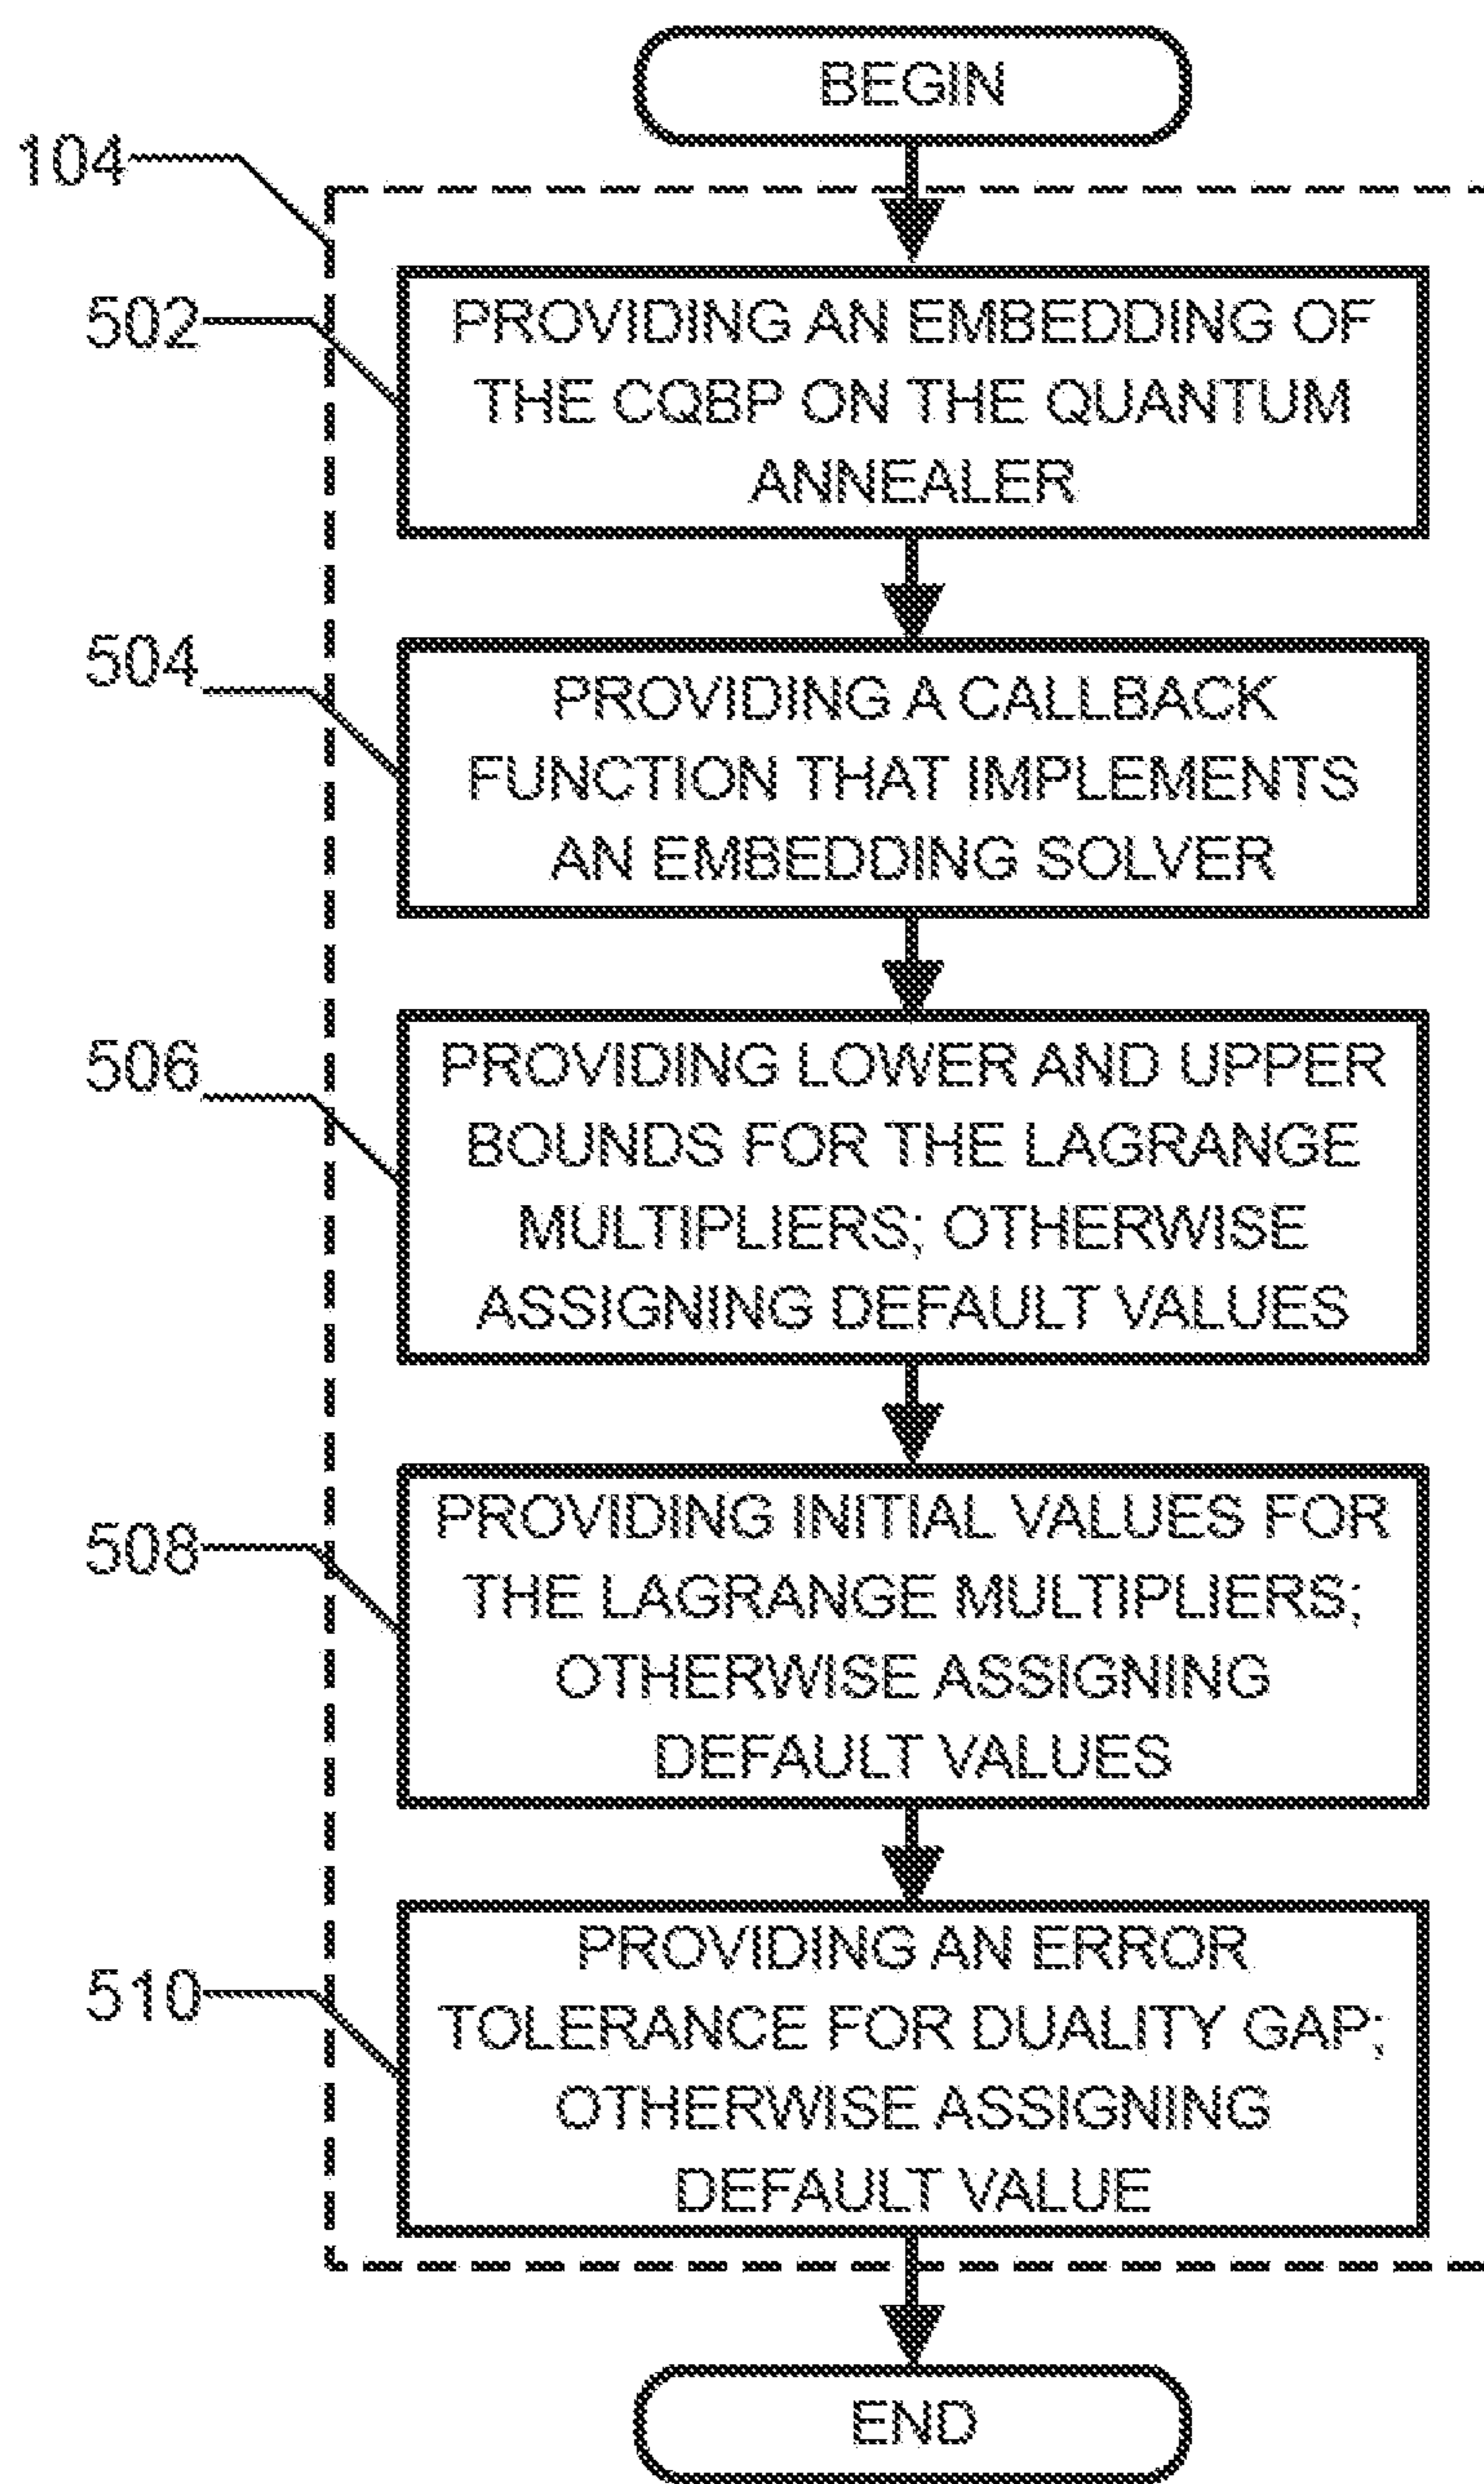 BEGIN
104
502
PROVIDING AN EMBEDDING OF
THE CQBP ON THE QUANTUM
ANNEALER
504
PROVIDING A CALLBACK
FUNCTION THAT IMPLEMENTS
AN EMBEDDING SOLVER
506
PROVIDING LOWER AND UPPER
BOUNDS FOR THE LAGRANGE
MULTIPLIERS; OTHERWISE
ASSIGNING DEFAULT VALUES
508
PROVIDING INITIAL VALUES FOR
THE LAGRANGE MULTIPLIERS;
OTHERWISE ASSIGNING
DEFAULT VALUES
510
PROVIDING AN ERROR
TOLERANCE FOR DUALITY GAP;
OTHERWISE ASSIGNING
DEFAULT VALUE
END